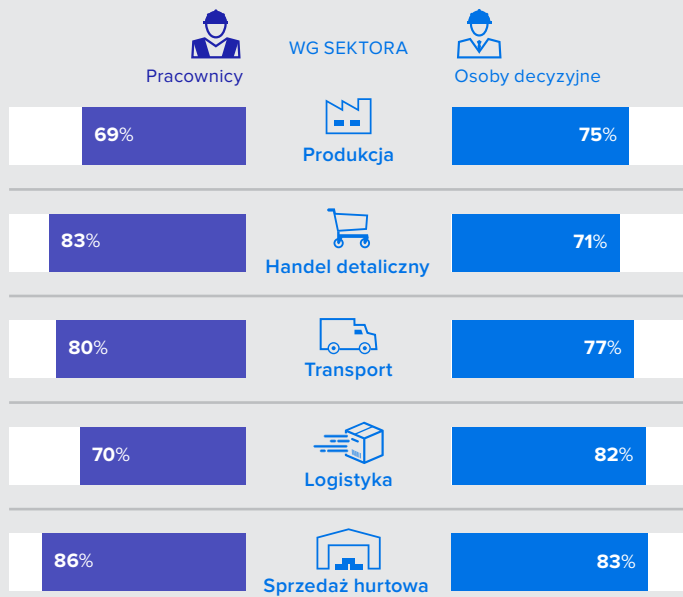 WG SEKTORA
Pracownicy
Osoby decyzyjne
69%
Produkcja
75%
83%
Handel detaliczny
71%
80%
Transport
77%
70%
Logistyka
82%
86%
Sprzedaż hurtowa
83%